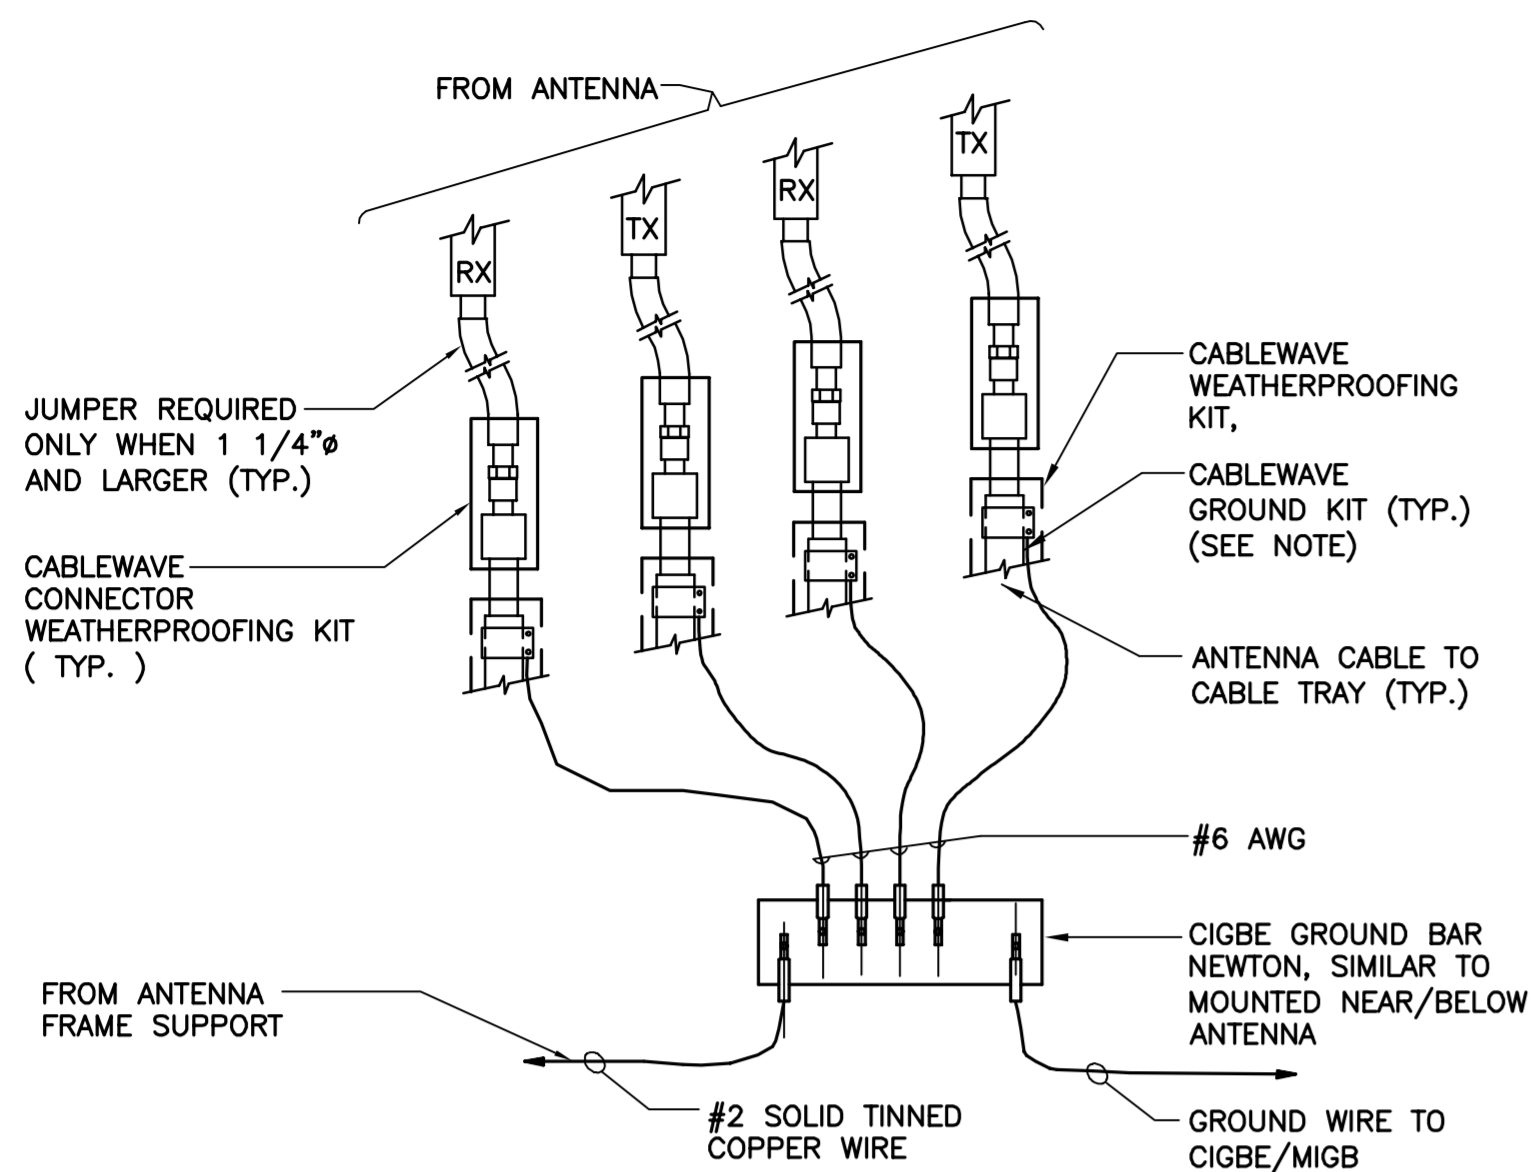 FROM ANTENNA
TX
RX
TX
RX
CABLEWAVE
WEATHERPROOFING
KIT,
JUMPER REQUIRED
ONLY WHEN 1 1/4"ø
AND LARGER (TYP.)
CABLEWAVE
GROUND KIT (TYP.)
(SEE NOTE)
CABLEWAVE
CONNECTOR
WEATHERPROOFING KIT
( TYP. )
ANTENNA CABLE TO
CABLE TRAY (TYP.)
#6 AWG
CIGBE GROUND BAR
NEWTON, SIMILAR TO
MOUNTED NEAR/BELOW
ANTENNA
FROM ANTENNA
FRAME SUPPORT
#2 SOLID TINNED
COPPER WIRE
GROUND WIRE TO
CIGBE/MIGB